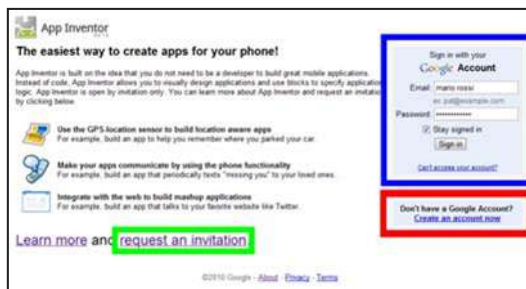 App Inventor
The easiest way to create apps for your phone!
App Inventor is built on the idea that you do not need to be a developer to build great mobile applications.
Instead of code, App Inventor allows you to visually design applications and use blocks to specify application
logic. App Inventor is open by invitation only. You can learn more about App Inventor and request an invitation
by clicking below.
Use the GPS-location sensor to build location aware apps
For example, build an app to help you remember where you parked your car.
Make your apps communicate by using the phone functionality
For example, build an app that periodically texts "missing you" to your loved ones.
Integrate with the web to build mashup applications
For example, build an app that talks to your favorite website like Twitter.
Learn more and request an invitation.
Sign in with your
Google Account
Email: mario rossi
ex: pat@example.com
Password:
Stay signed in
Sign in
Can't access your account?
Don't have a Google Account?
Create an account now
©2010 Google - About - Privacy - Terms